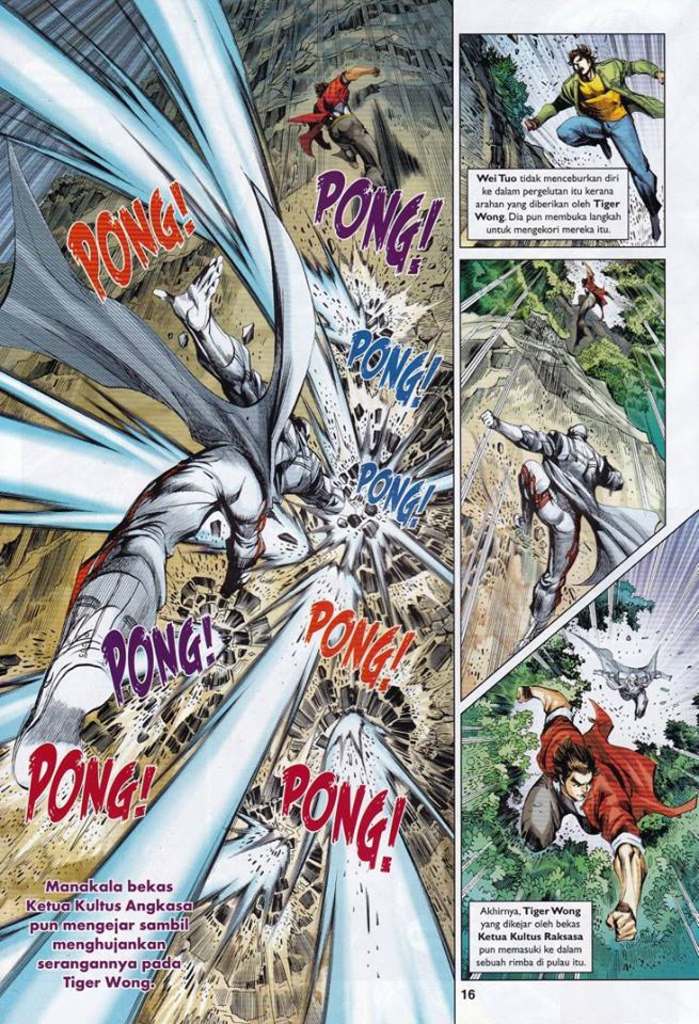 PONG!
PONG!
PONG!
PONG!
PONG!
PONG!
PONG!
PONG!
Manakala bekas
Ketua Kultus Angkasa
pun mengejar sambil
menghujankan
serangannya pada
Tiger Wong.
Wei Tuo tidak menceburkan diri
ke dalam pergelutan itu kerana
arahan yang diberikan oleh Tiger
Wong. Dia pun membuka langkah
untuk mengekori mereka itu.
Akhirnya, Tiger Wong
yang dikejar oleh bekas
Ketua Kultus Raksasa
pun memasuki ke dalam
sebuah rimba di pulau itu.
16